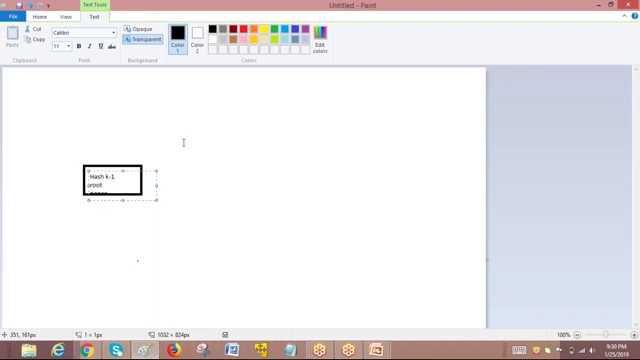 Untitled - Paint
Text Tools
File
Home
View
Text
Paste
Cut
Copy
Clipboard
Calibri
11
B
I
U
abc
Font
Opaque
Transparent
Background
Color
1
Color
2
Edit
colors
Colors
Hash k-1
root
nonce
351, 161px
1 × 1px
1032 × 824px
100%
9:30 PM
1/25/2019